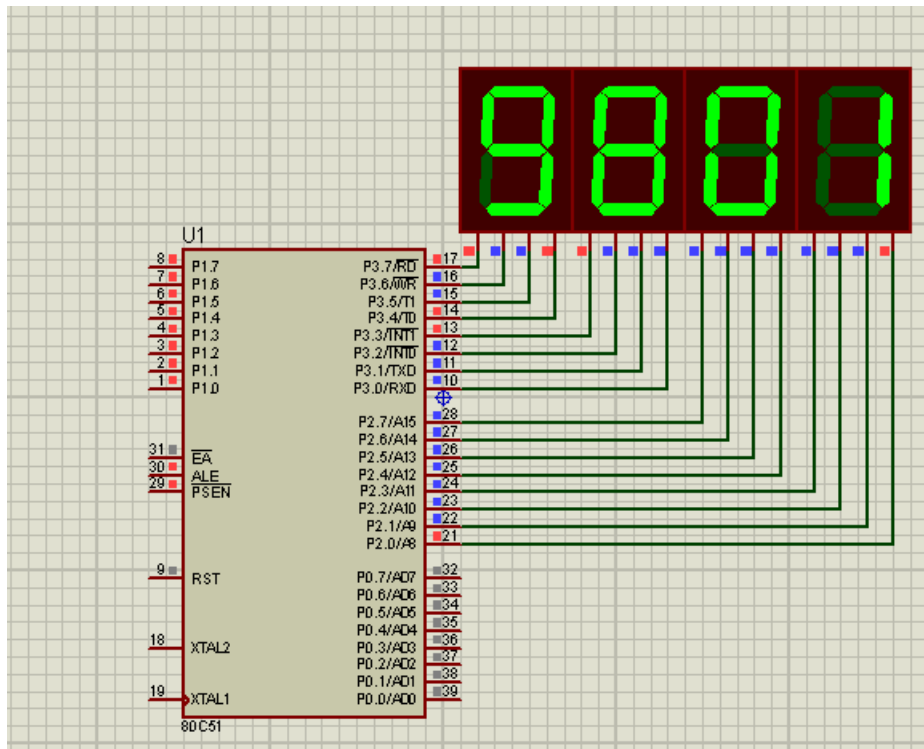 9801
U1
8 P1.7 P3.7/RD 17
7 P1.6 P3.6/WR 16
6 P1.5 P3.5/T1 15
5 P1.4 P3.4/T0 14
4 P1.3 P3.3/INT1 13
3 P1.2 P3.2/INT0 12
2 P1.1 P3.1/TXD 11
1 P1.0 P3.0/RXD 10
P2.7/A15 28
P2.6/A14 27
31 EA P2.5/A13 26
30 ALE P2.4/A12 25
29 PSEN P2.3/A11 24
P2.2/A10 23
P2.1/A9 22
P2.0/A8 21
9 RST P0.7/AD7 32
P0.6/AD6 33
P0.5/AD5 34
P0.4/AD4 35
18 XTAL2 P0.3/AD3 36
P0.2/AD2 37
P0.1/AD1 38
19 XTAL1 P0.0/AD0 39
80C51